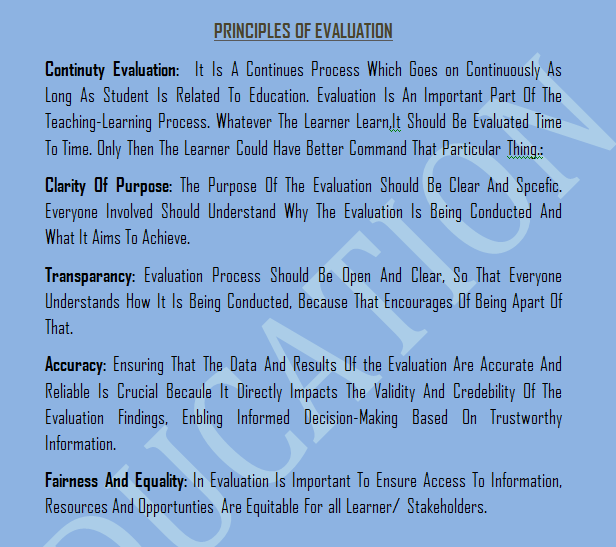 PRINCIPLES OF EVALUATION
Continuty Evaluation: It Is A Continues Process Which Goes on Continuously As
Long As Student Is Related To Education. Evaluation Is An Important Part Of The
Teaching-Learning Process. Whatever The Learner Learn,It Should Be Evaluated Time
To Time. Only Then The Learner Could Have Better Command That Particular Thing.:
Clarity Of Purpose: The Purpose Of The Evaluation Should Be Clear And Spcefic.
Everyone Involved Should Understand Why The Evaluation Is Being Conducted And
What It Aims To Achieve.
Transparancy: Evaluation Process Should Be Open And Clear, So That Everyone
Understands How It Is Being Conducted, Because That Encourages Of Being Apart Of
That.
Accuracy: Ensuring That The Data And Results Of the Evaluation Are Accurate And
Reliable Is Crucial Becaule It Directly Impacts The Validity And Credebility Of The
Evaluation Findings, Enbling Informed Decision-Making Based On Trustworthy
Information.
Fairness And Equality: In Evaluation Is Important To Ensure Access To Information,
Resources And Opporunties Are Equitable For all Learner/ Stakeholders.
DUCATION